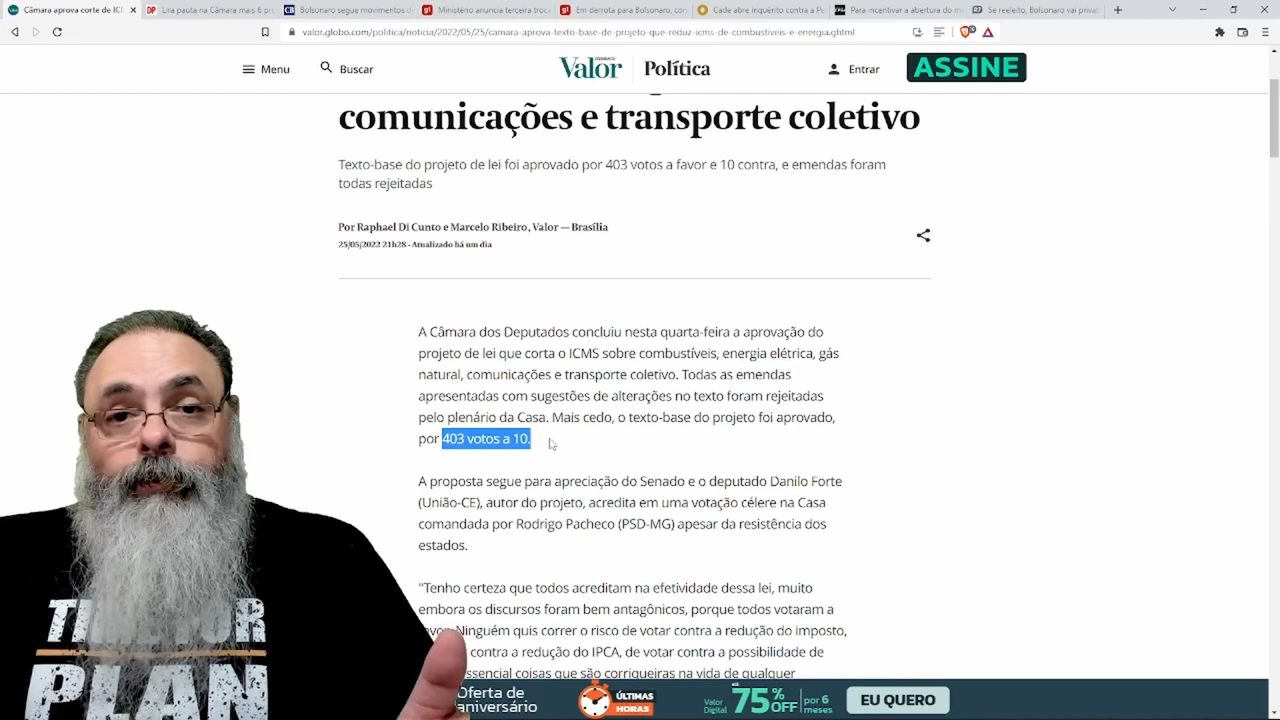 Câmara aprova corte de IC
Lira pauta na Câmara mais 6 pro
Bolsonaro segue movimentos d
Ministério anuncia terceira troc
Em derrota para Bolsonaro, con
Cade abre inquérito contra a Pe
Para incentivar a abertura do me
Se reeleito, Bolsonaro vai privat
valor.globo.com/politica/noticia/2022/05/25/camara-aprova-texto-base-de-projeto-que-reduz-icms-de-combustiveis-e-energia.ghtml
Menu
Buscar
Valor
Política
Entrar
ASSINE
comunicações e transporte coletivo
Texto-base do projeto de lei foi aprovado por 403 votos a favor e 10 contra, e emendas foram
todas rejeitadas
Por Raphael Di Cunto e Marcelo Ribeiro, Valor — Brasília
25/05/2022 21h28 · Atualizado há um dia
A Câmara dos Deputados concluiu nesta quarta-feira a aprovação do
projeto de lei que corta o ICMS sobre combustíveis, energia elétrica, gás
natural, comunicações e transporte coletivo. Todas as emendas
apresentadas com sugestões de alterações no texto foram rejeitadas
pelo plenário da Casa. Mais cedo, o texto-base do projeto foi aprovado,
por 403 votos a 10.
A proposta segue para apreciação do Senado e o deputado Danilo Forte
(União-CE), autor do projeto, acredita em uma votação célere na Casa
comandada por Rodrigo Pacheco (PSD-MG) apesar da resistência dos
estados.
"Tenho certeza que todos acreditam na efetividade dessa lei, muito
embora os discursos foram bem antagônicos, porque todos votaram a
Ninguém quis correr o risco de votar contra a redução do imposto,
contra a redução do IPCA, de votar contra a possibilidade de
essencial coisas que são corriqueiras na vida de qualquer
PLAN
Oferta de
aniversário
ÚLTIMAS
HORAS
Valor
Digital
75% OFF
por 6
meses
EU QUERO